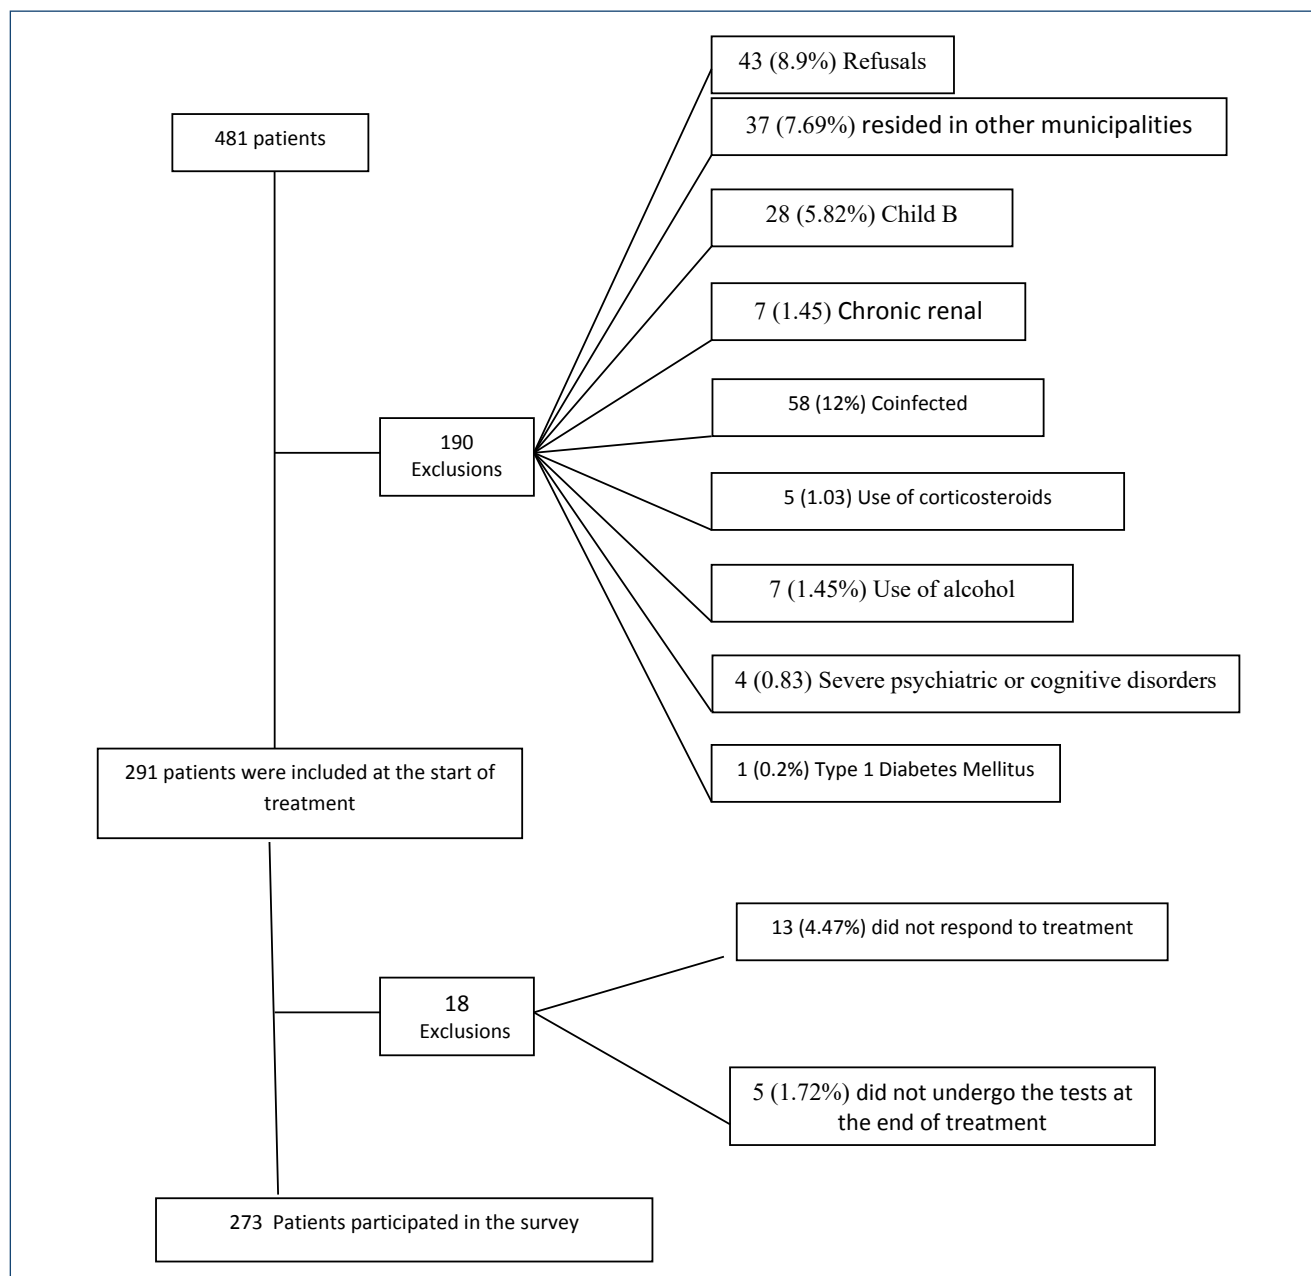 43 (8.9%) Refusals
481 patients
37 (7.69%) resided in other municipalities
28 (5.82%) Child B
7 (1.45) Chronic renal
58 (12%) Coinfected
190
Exclusions
5 (1.03) Use of corticosteroids
7 (1.45%) Use of alcohol
4 (0.83) Severe psychiatric or cognitive disorders
1 (0.2%) Type 1 Diabetes Mellitus
291 patients were included at the start of
treatment
13 (4.47%) did not respond to treatment
18
Exclusions
5 (1.72%) did not undergo the tests at
the end of treatment
273 Patients participated in the survey